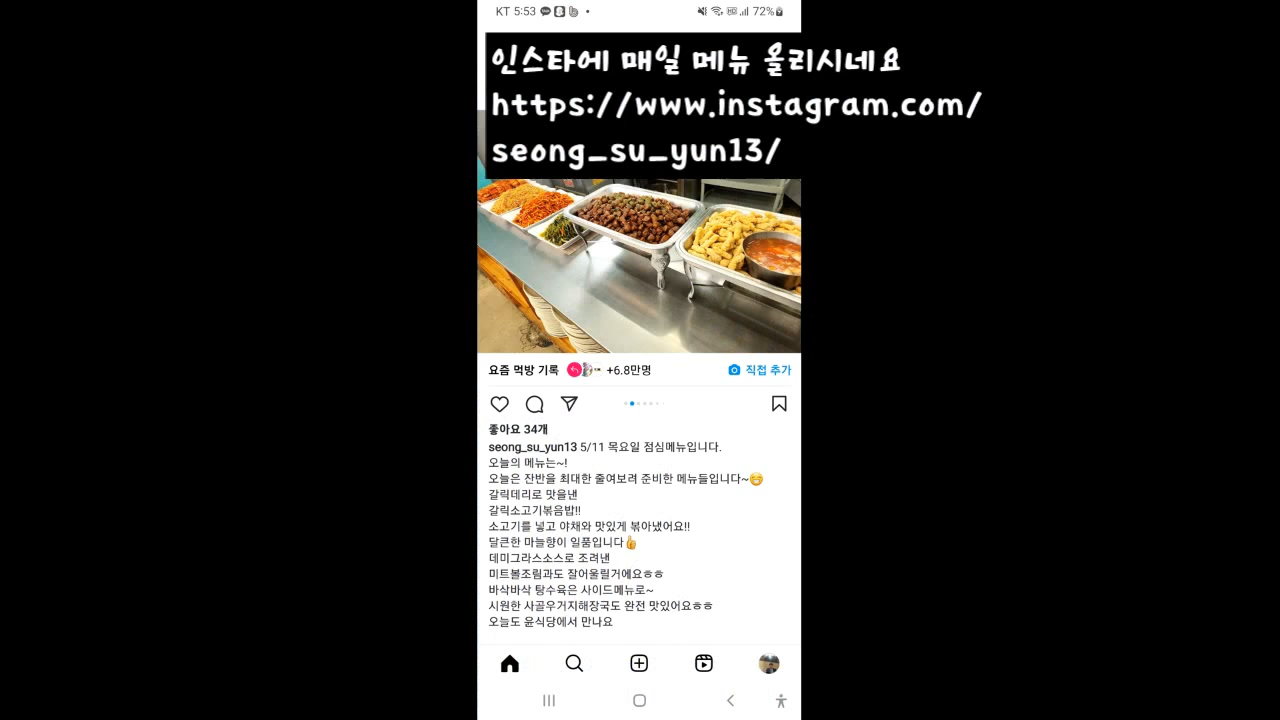 KT 5:53
72%
인스타에 매일 메뉴 올리시네요
https://www.instagram.com/
seong_su_yun13/
요즘 먹방 기록 +6.8만명 직접 추가
좋아요 34개
seong_su_yun13 5/11 목요일 점심메뉴입니다.
오늘의 메뉴는~!
오늘은 잔반을 최대한 줄여보려 준비한 메뉴들입니다~😁
갈릭데리로 맛을낸
갈릭소고기볶음밥!!
소고기를 넣고 야채와 맛있게 볶아냈어요!!
달큰한 마늘향이 일품입니다👍
데미그라스소스로 조려낸
미트볼조림과도 잘어울릴거에요ㅎㅎ
바삭바삭 탕수육은 사이드메뉴로~
시원한 사골우거지해장국도 완전 맛있어요ㅎㅎ
오늘도 윤식당에서 만나요